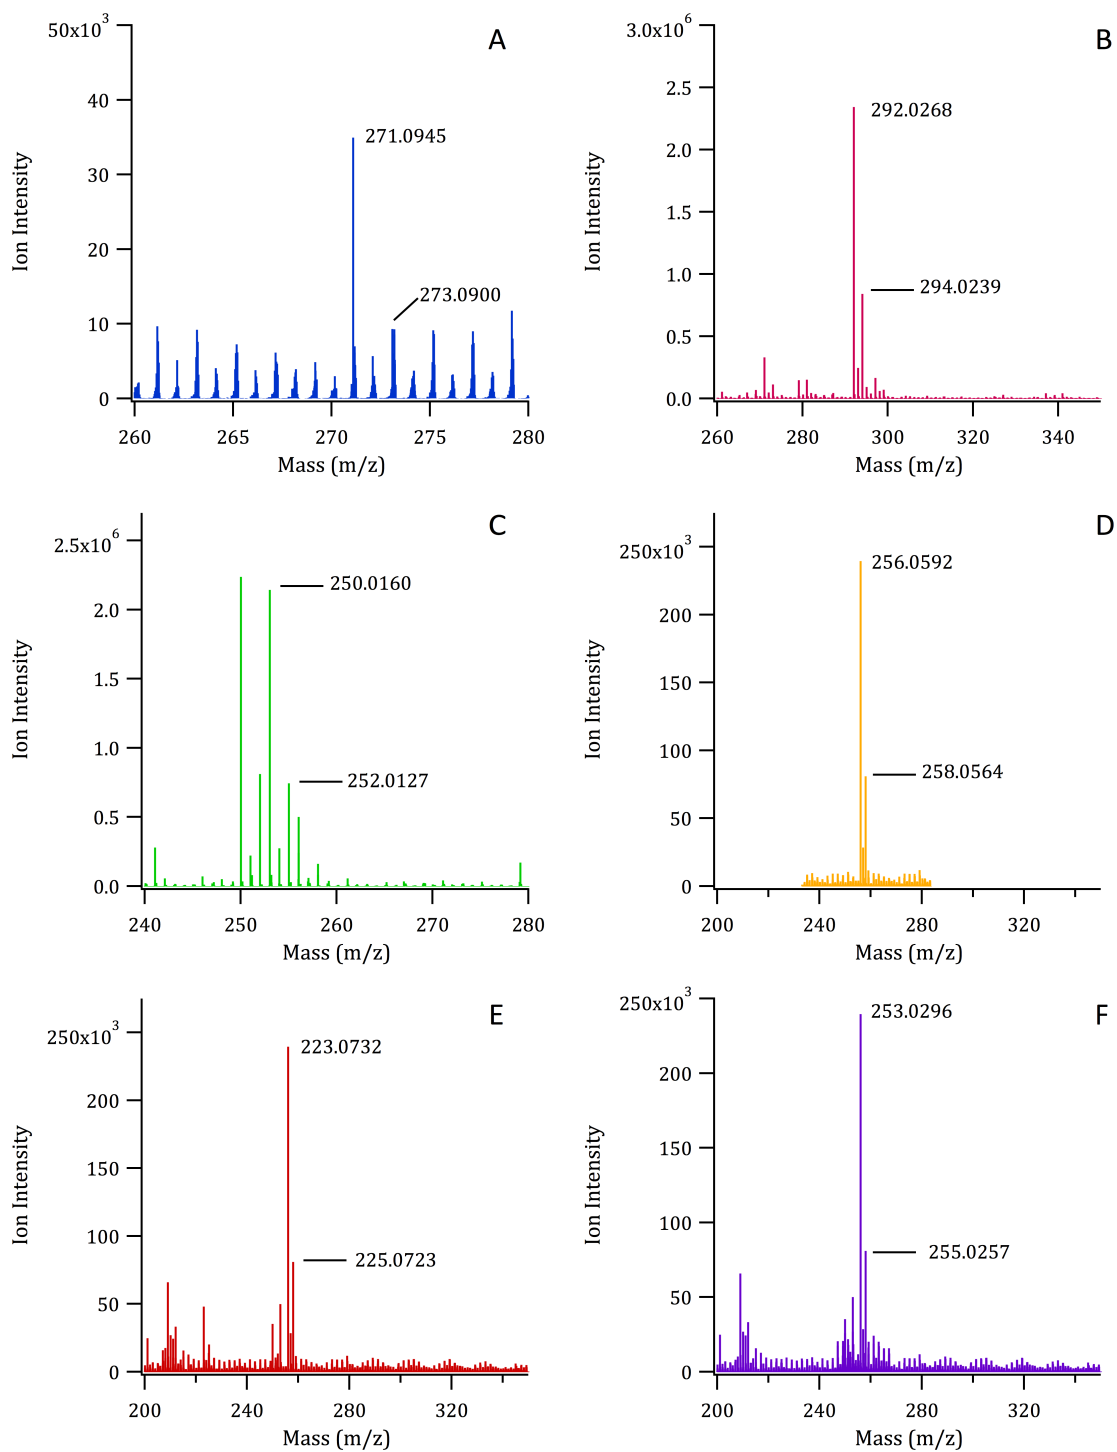 A
50x10³
40
30
20
10
0
Ion Intensity
271.0945
273.0900
260 265 270 275 280
Mass (m/z)
B
3.0x10⁶
2.5
2.0
1.5
1.0
0.5
0.0
Ion Intensity
292.0268
294.0239
260 280 300 320 340
Mass (m/z)
C
2.5x10⁶
2.0
1.5
1.0
0.5
0.0
Ion Intensity
250.0160
252.0127
240 250 260 270 280
Mass (m/z)
D
250x10³
200
150
100
50
0
Ion Intensity
256.0592
258.0564
200 240 280 320
Mass (m/z)
E
250x10³
200
150
100
50
0
Ion Intensity
223.0732
225.0723
200 240 280 320
Mass (m/z)
F
250x10³
200
150
100
50
0
Ion Intensity
253.0296
255.0257
200 240 280 320
Mass (m/z)